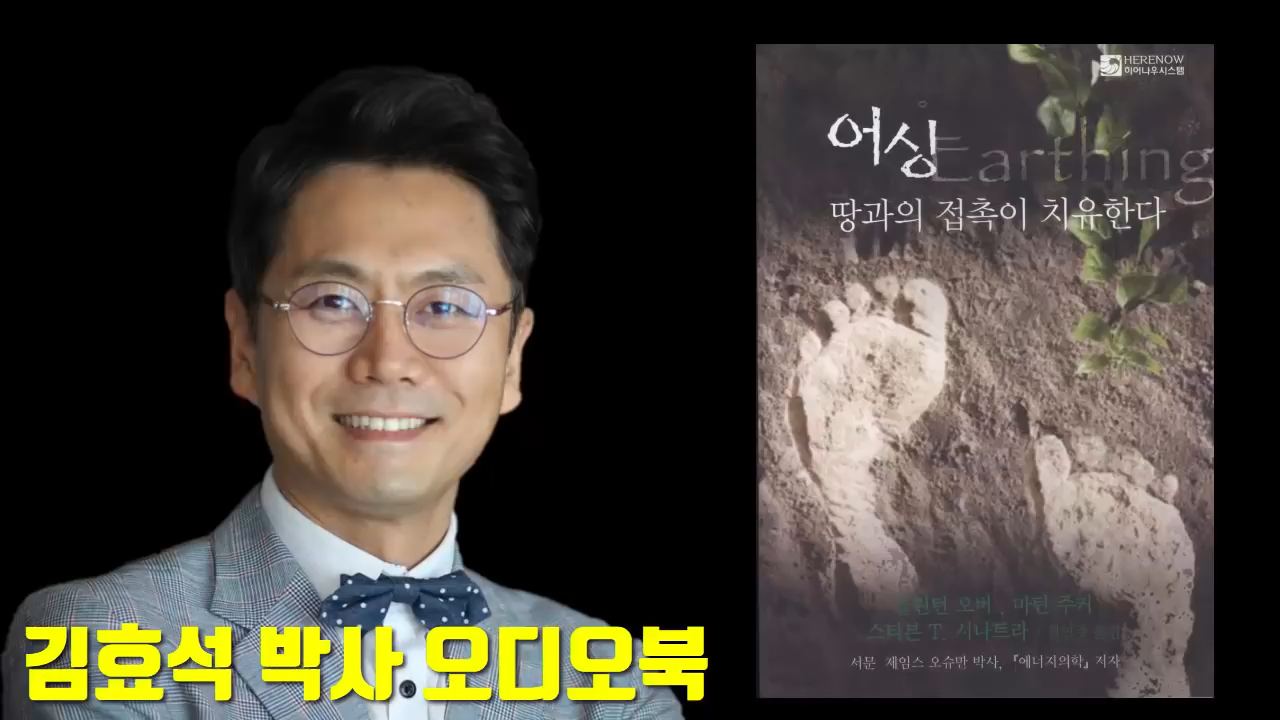 김효석 박사 오디오북
HERENOW
히어나우시스템
어싱 Earthing
땅과의 접촉이 치유한다
클린턴 오버 , 마틴 주커
스티븐 T. 시나트라
서문 제임스 오슈만 박사, 『에너지의학』 저자